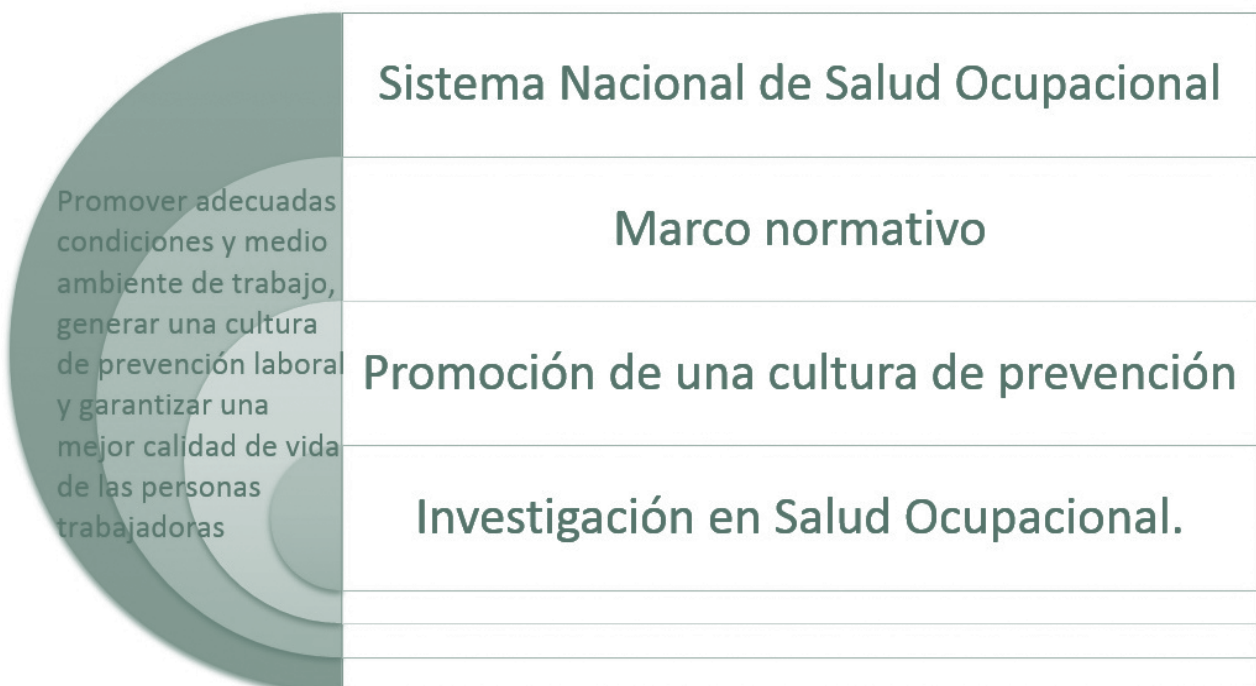 Sistema Nacional de Salud Ocupacional
Promover adecuadas
condiciones y medio
ambiente de trabajo,
generar una cultura
de prevención laboral
y garantizar una
mejor calidad de vida
de las personas
trabajadoras
Marco normativo
Promoción de una cultura de prevención
Investigación en Salud Ocupacional.